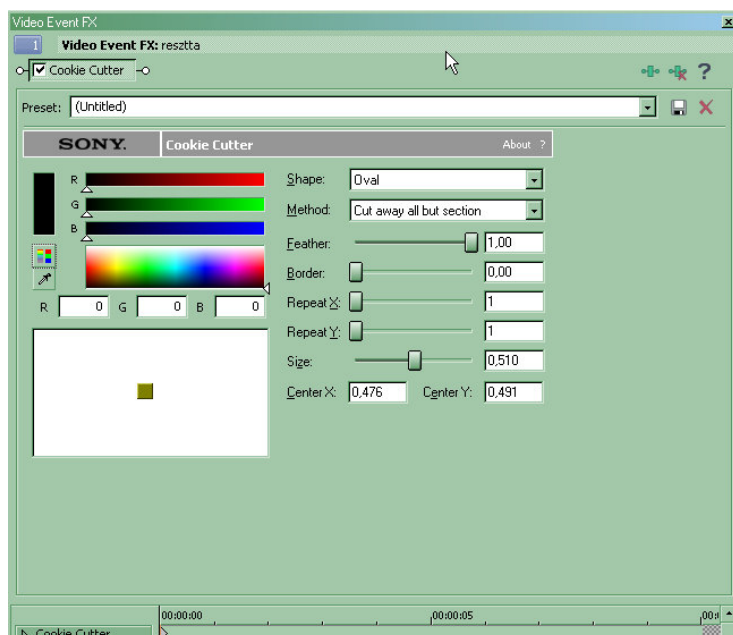 Video Event FX
1 Video Event FX: resztta
Cookie Cutter
?
Preset: (Untitled)
SONY. Cookie Cutter About ?
R
G
B
R 0 G 0 B 0
Shape: Oval
Method: Cut away all but section
Feather: 1,00
Border: 0,00
Repeat X: 1
Repeat Y: 1
Size: 0,510
Center X: 0,476 Center Y: 0,491
00:00:00 00:00:05
Cookie Cutter